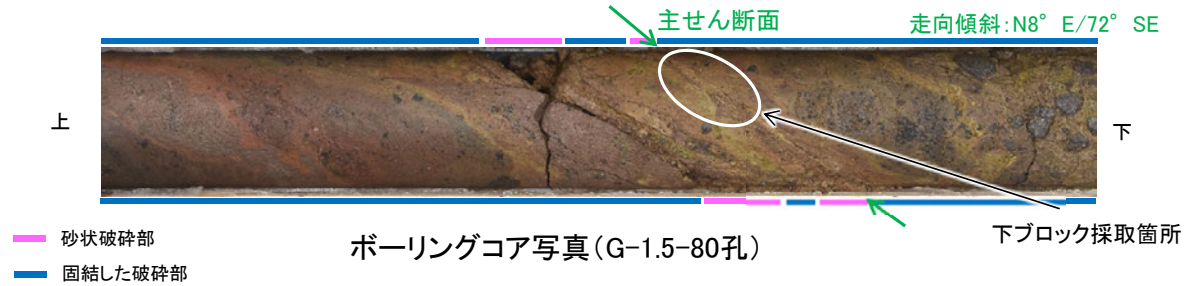 主せん断面
走向傾斜:N8°E/72°SE
上
下
砂状破砕部
固結した破砕部
ボーリングコア写真(G-1.5-80孔)
下ブロック採取箇所